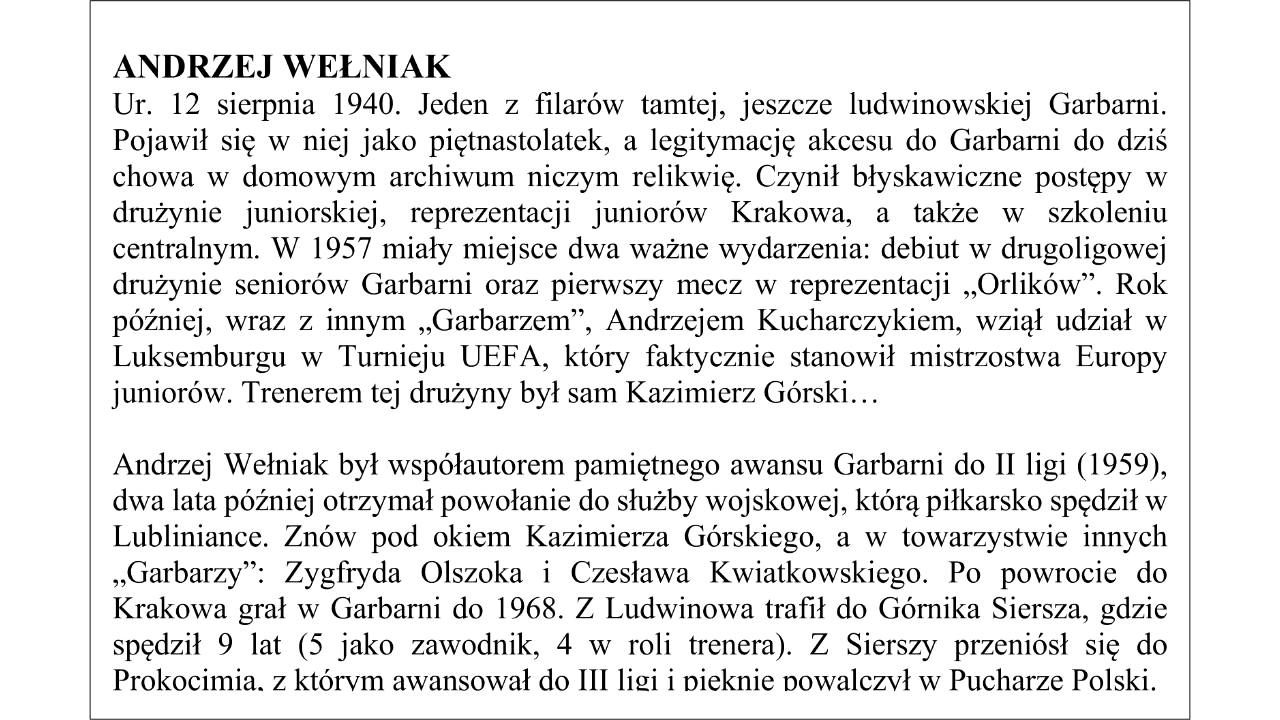 ANDRZEJ WEŁNIAK
Ur. 12 sierpnia 1940. Jeden z filarów tamtej, jeszcze ludwinowskiej Garbarni.
Pojawił się w niej jako piętnastolatek, a legitymację akcesu do Garbarni do dziś
chowa w domowym archiwum niczym relikwię. Czynił błyskawiczne postępy w
drużynie juniorskiej, reprezentacji juniorów Krakowa, a także w szkoleniu
centralnym. W 1957 miały miejsce dwa ważne wydarzenia: debiut w drugoligowej
drużynie seniorów Garbarni oraz pierwszy mecz w reprezentacji „Orlików”. Rok
później, wraz z innym „Garbarzem”, Andrzejem Kucharczykiem, wziął udział w
Luksemburgu w Turnieju UEFA, który faktycznie stanowił mistrzostwa Europy
juniorów. Trenerem tej drużyny był sam Kazimierz Górski…
Andrzej Wełniak był współautorem pamiętnego awansu Garbarni do II ligi (1959),
dwa lata później otrzymał powołanie do służby wojskowej, którą piłkarsko spędził w
Lubliniance. Znów pod okiem Kazimierza Górskiego, a w towarzystwie innych
„Garbarzy”: Zygfryda Olszoka i Czesława Kwiatkowskiego. Po powrocie do
Krakowa grał w Garbarni do 1968. Z Ludwinowa trafił do Górnika Siersza, gdzie
spędził 9 lat (5 jako zawodnik, 4 w roli trenera). Z Sierszy przeniósł się do
Prokocimia, z którym awansował do III ligi i pięknie powalczył w Pucharze Polski.